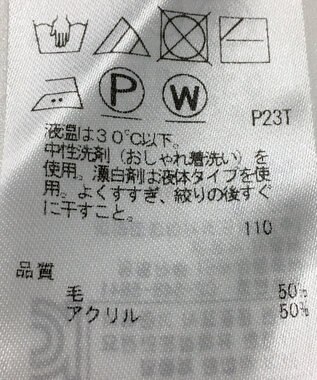 P W
P23T
液温は30℃以下。
中性洗剤（おしゃれ着洗い）を
使用。漂白剤は液体タイプを使
用。よくすすぎ、絞りの後すぐ
に干すこと。
110
品質
毛 50%
アクリル 50%